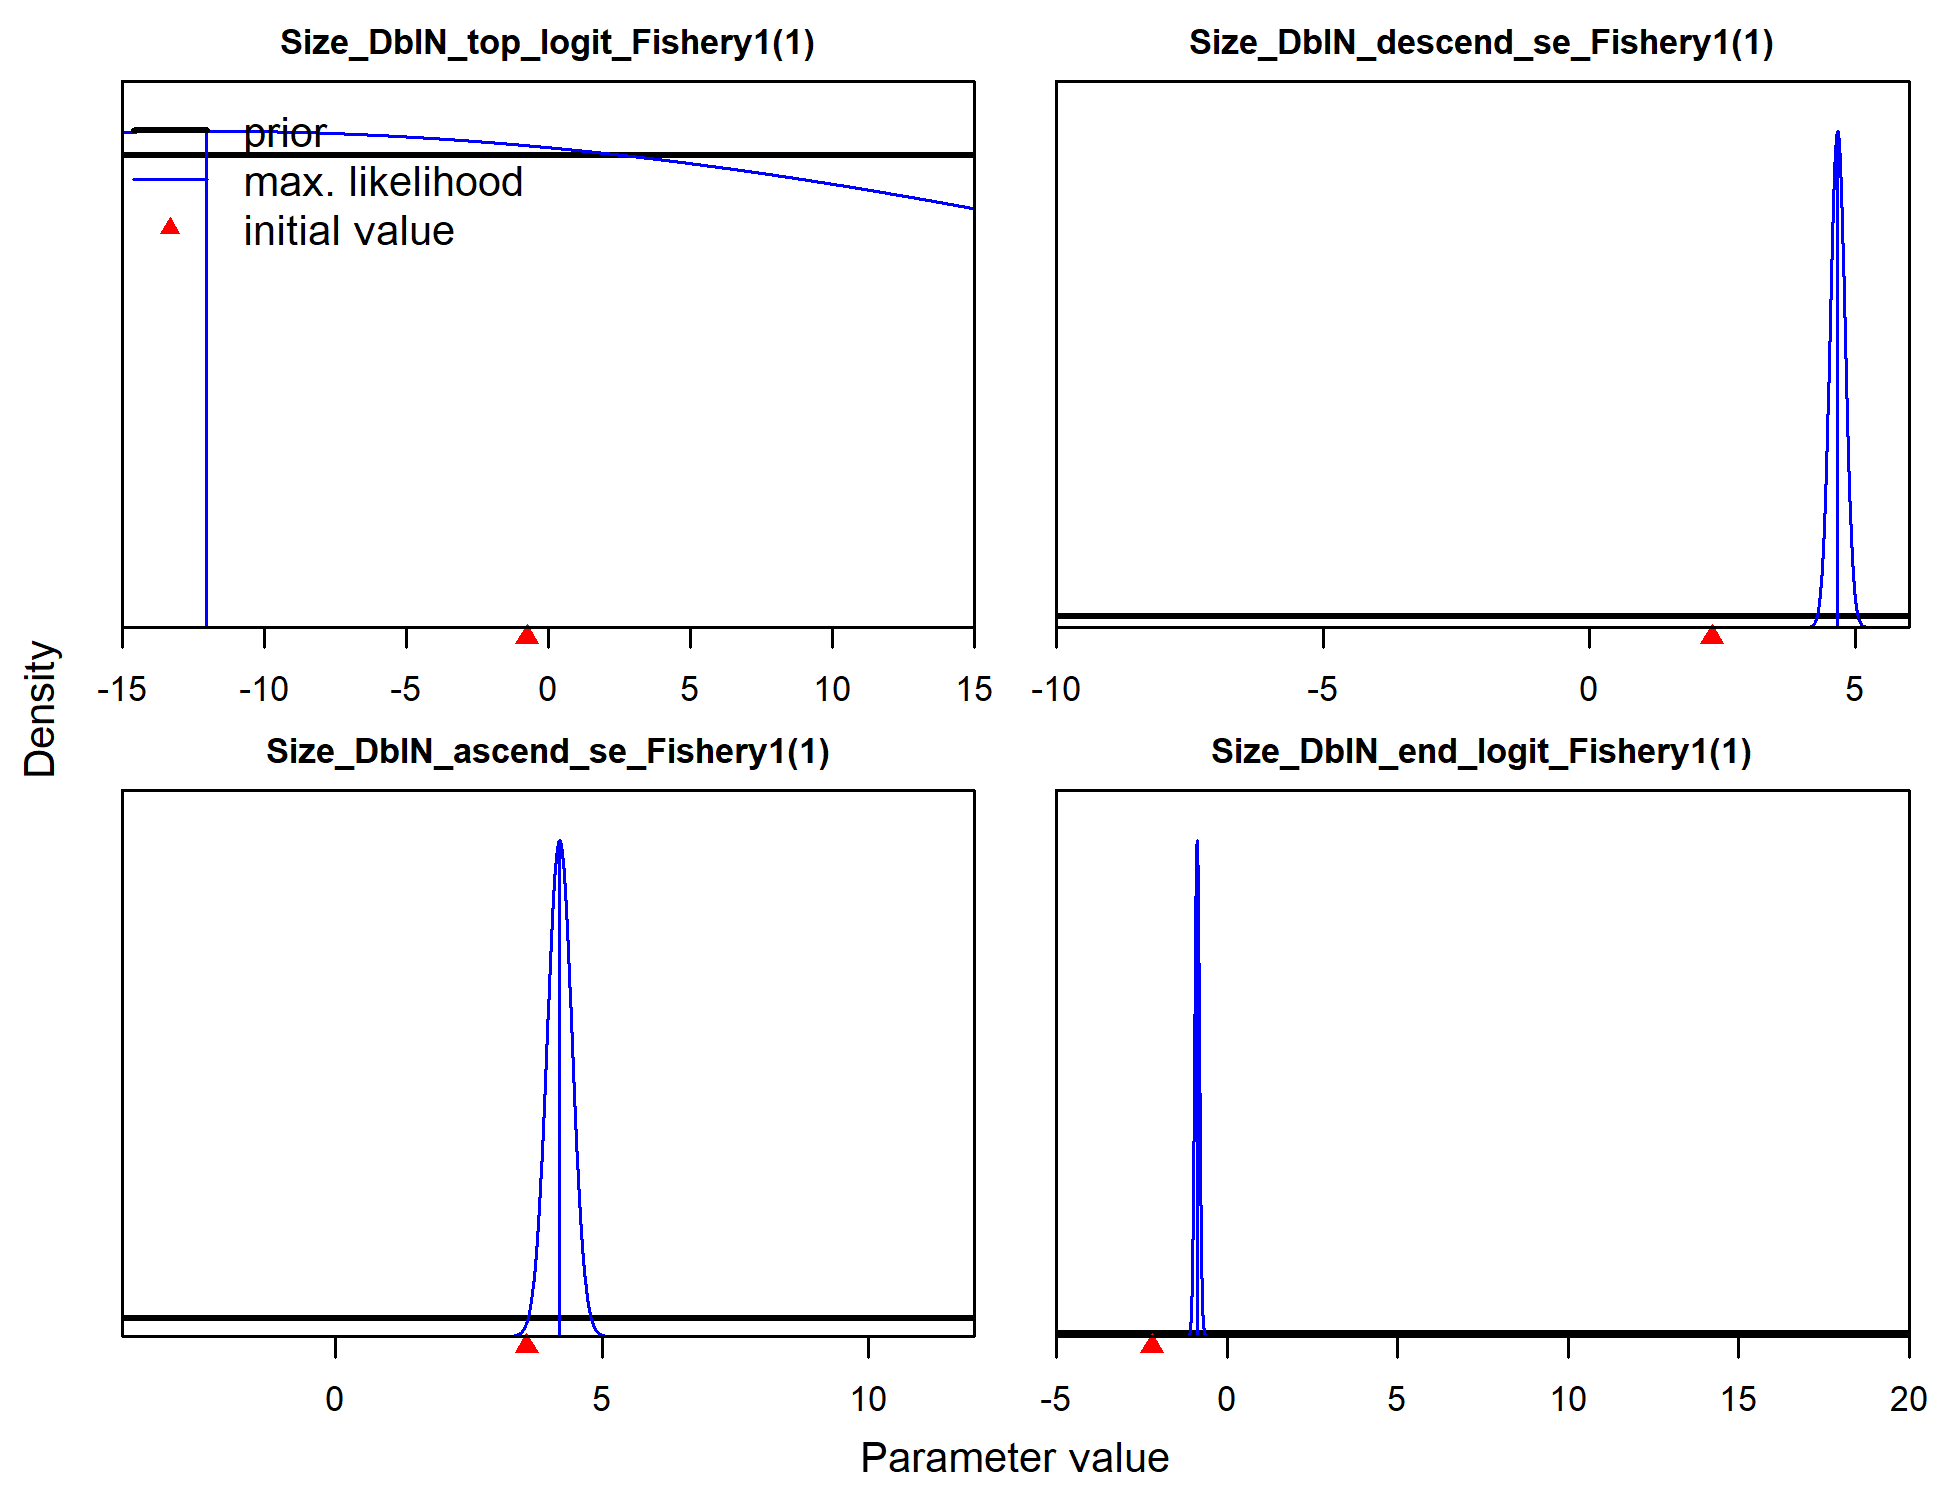 Size_DblN_top_logit_Fishery1(1)
prior
max. likelihood
initial value
-15 -10 -5 0 5 10 15
Size_DblN_descend_se_Fishery1(1)
-10 -5 0 5
Density
Size_DblN_ascend_se_Fishery1(1)
0 5 10
Size_DblN_end_logit_Fishery1(1)
-5 0 5 10 15 20
Parameter value